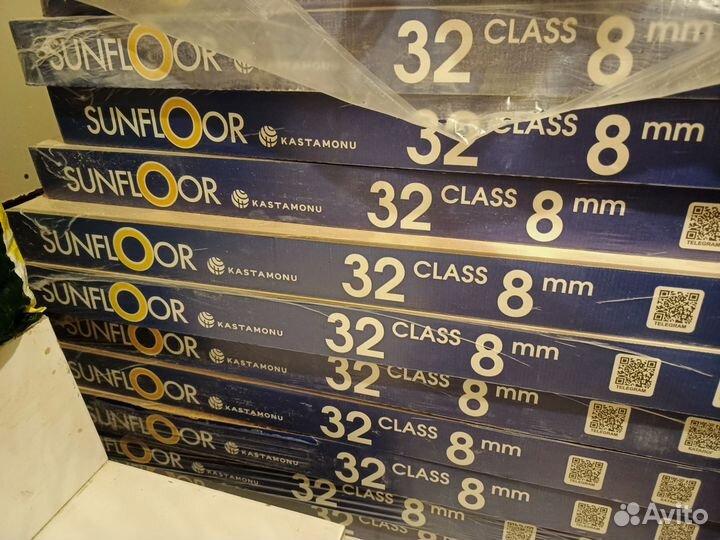 SUNFLOOR 32 CLASS 8 mm
SUNFLOOR KASTAMONU 32 CLASS 8 mm
SUNFLOOR KASTAMONU 32 CLASS 8 mm
TELEGRAM
SUNFLOOR KASTAMONU 32 CLASS 8 mm
TELEGRAM
SUNFLOOR KASTAMONU 32 CLASS 8 mm
TELEGRAM
SUNFLOOR KASTAMONU 32 CLASS 8 mm
TELEGRAM
SUNFLOOR KASTAMONU 32 CLASS 8 mm
TELEGRAM
КАТАЛОГ
SUNFLOOR KASTAMONU 32 CLASS 8 mm
LOOR KASTAMONU 32 CLASS 8 mm
32 CLASS 8 mm
Avito